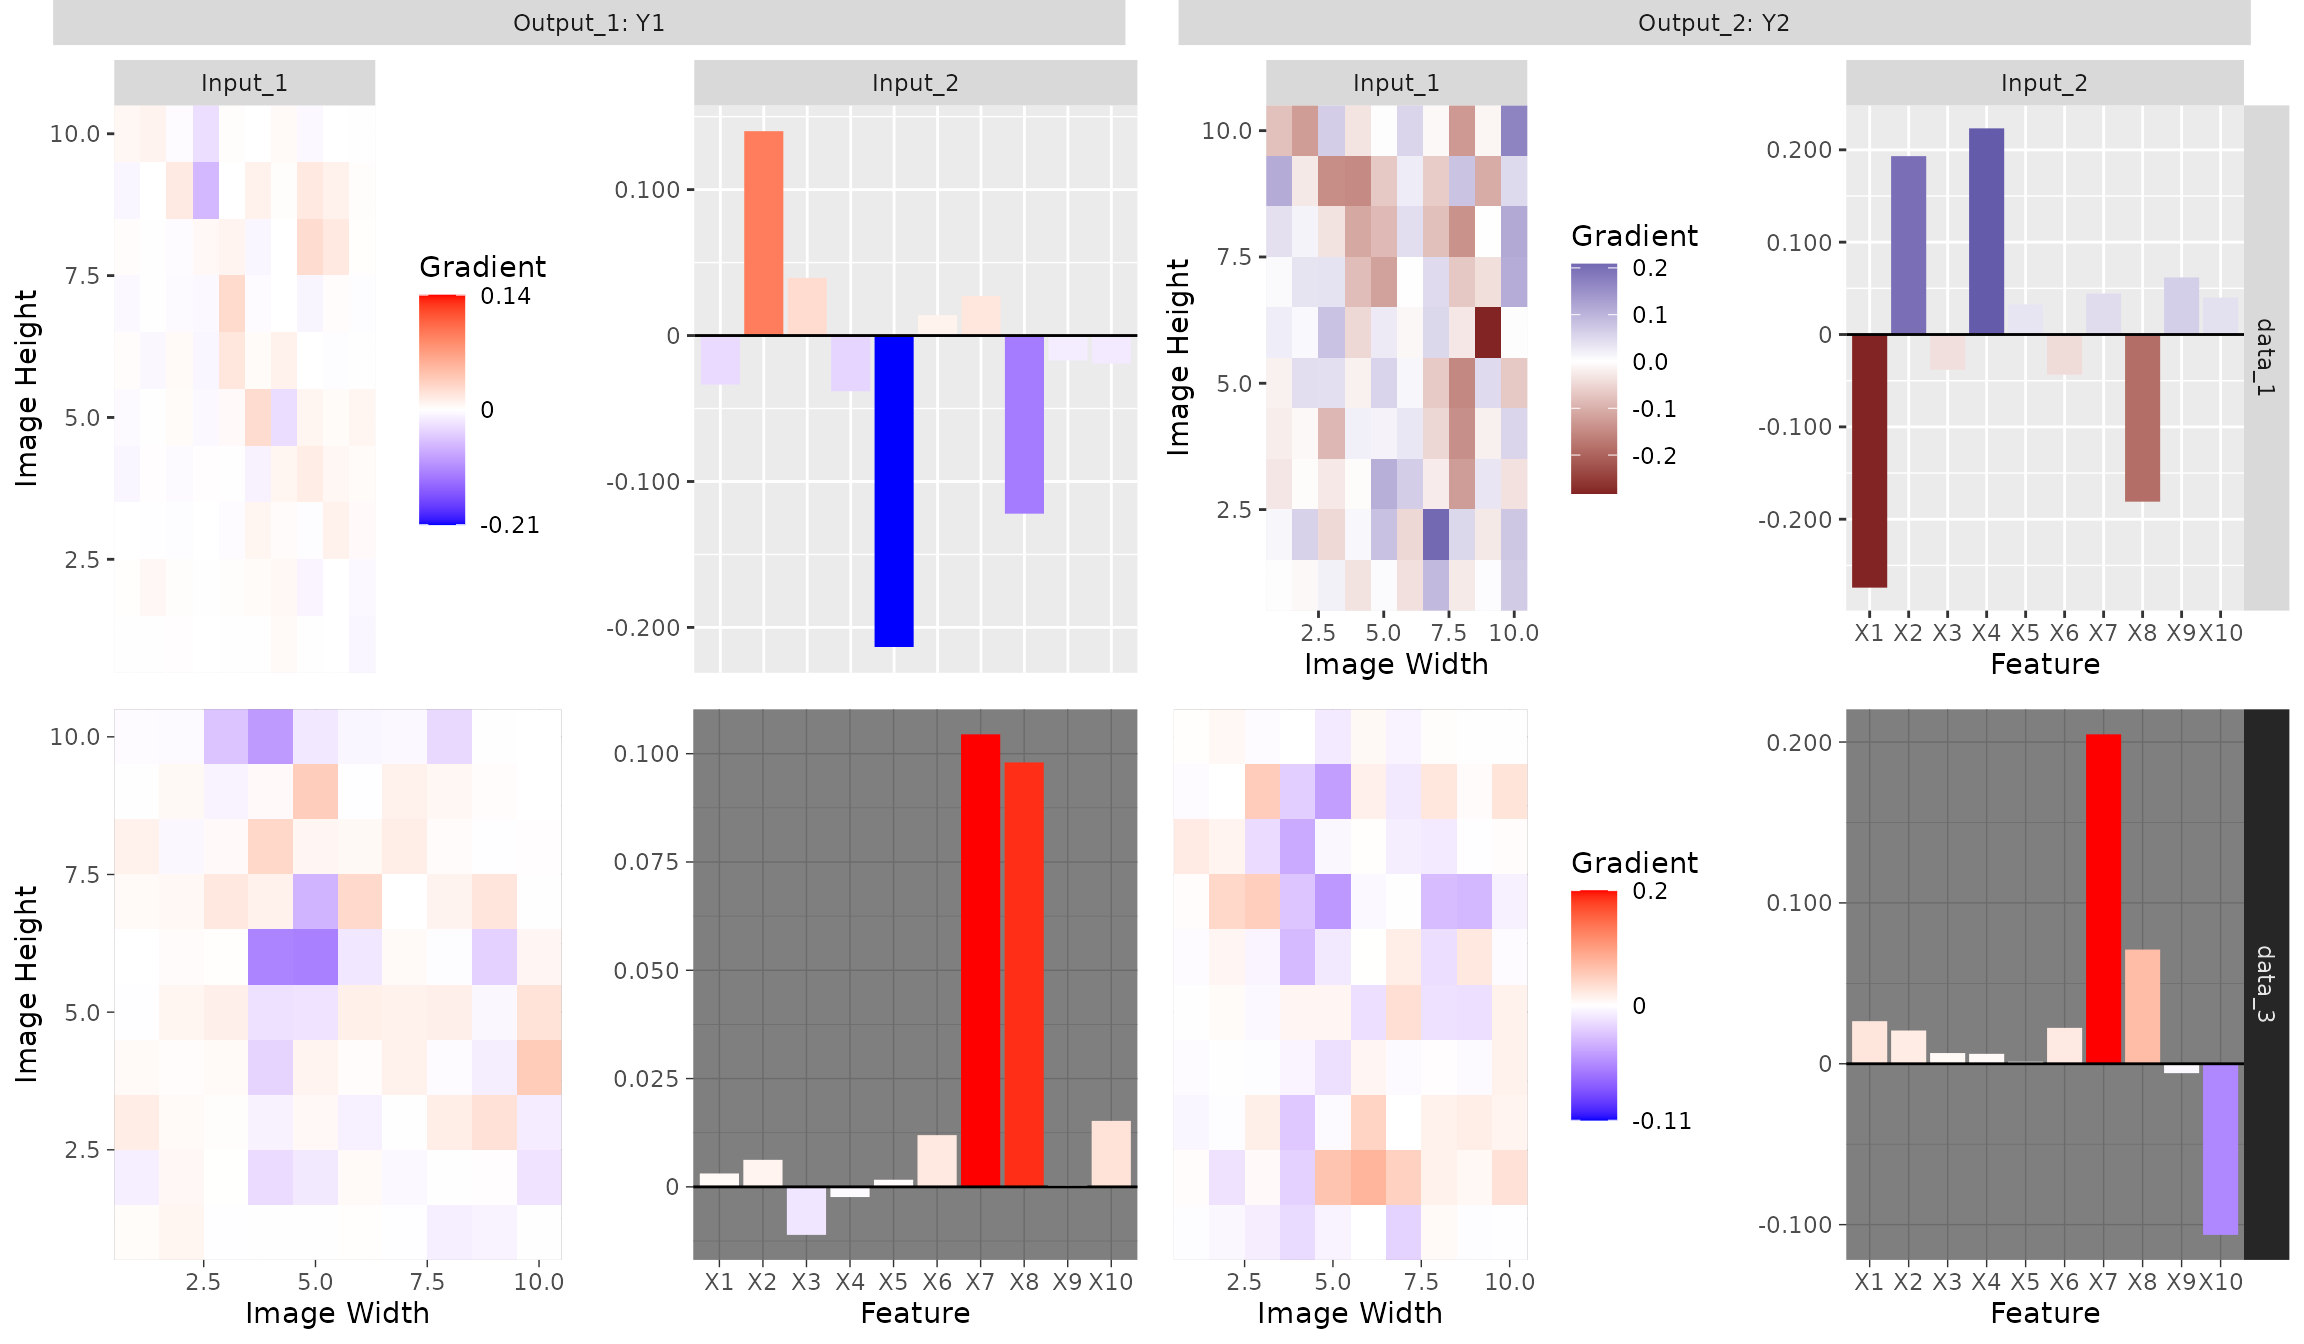 Output_1: Y1
Output_2: Y2
Input_1
Input_2
Input_1
Input_2
Image Height
10.0
7.5
5.0
2.5
Gradient
0.14
0
-0.21
0.100
0
-0.100
-0.200
Image Height
10.0
7.5
5.0
2.5
2.5 5.0 7.5 10.0
Image Width
Gradient
0.2
0.1
0.0
-0.1
-0.2
0.200
0.100
0
-0.100
-0.200
X1 X2 X3 X4 X5 X6 X7 X8 X9 X10
Feature
data_1
Image Height
10.0
7.5
5.0
2.5
2.5 5.0 7.5 10.0
Image Width
0.100
0.075
0.050
0.025
0
X1 X2 X3 X4 X5 X6 X7 X8 X9 X10
Feature
2.5 5.0 7.5 10.0
Image Width
Gradient
0.2
0
-0.11
0.200
0.100
0
-0.100
X1 X2 X3 X4 X5 X6 X7 X8 X9 X10
Feature
data_3